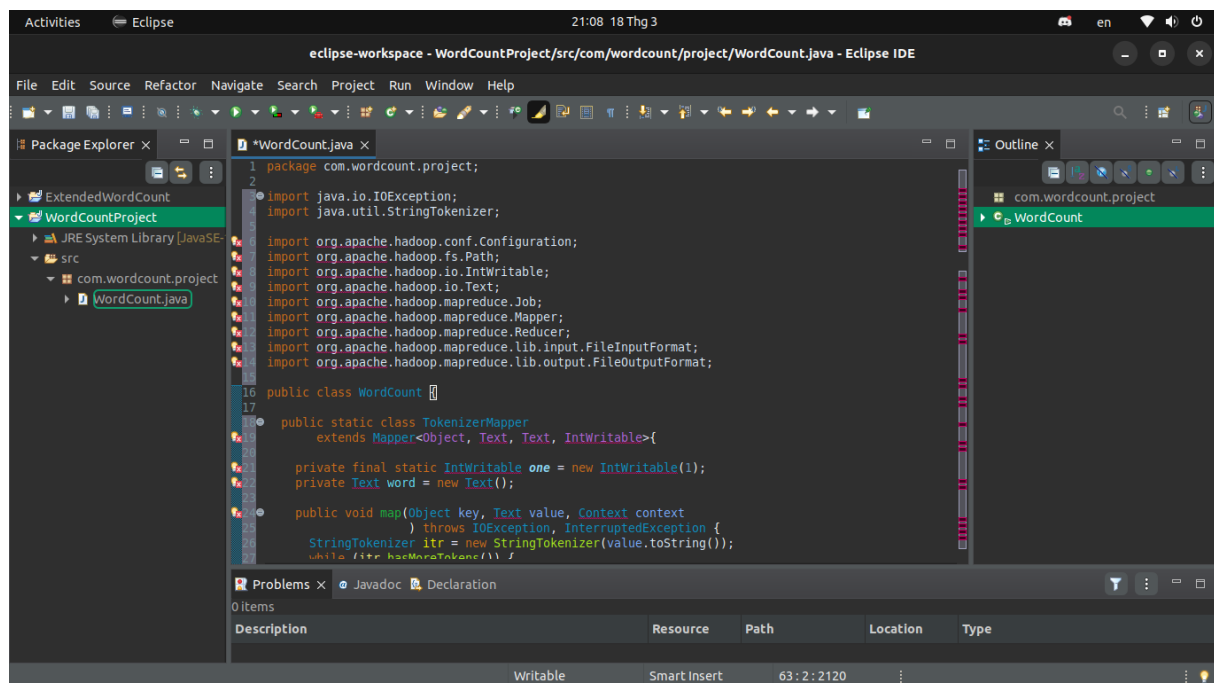 Activities Eclipse 21:08 18 Thg 3 en
eclipse-workspace - WordCountProject/src/com/wordcount/project/WordCount.java - Eclipse IDE
File Edit Source Refactor Navigate Search Project Run Window Help
Package Explorer
ExtendedWordCount
WordCountProject
JRE System Library [JavaSE-
src
com.wordcount.project
WordCount.java
*WordCount.java
1 package com.wordcount.project;
2
3 import java.io.IOException;
4 import java.util.StringTokenizer;
5
6 import org.apache.hadoop.conf.Configuration;
7 import org.apache.hadoop.fs.Path;
8 import org.apache.hadoop.io.IntWritable;
9 import org.apache.hadoop.io.Text;
10 import org.apache.hadoop.mapreduce.Job;
11 import org.apache.hadoop.mapreduce.Mapper;
12 import org.apache.hadoop.mapreduce.Reducer;
13 import org.apache.hadoop.mapreduce.lib.input.FileInputFormat;
14 import org.apache.hadoop.mapreduce.lib.output.FileOutputFormat;
15
16 public class WordCount {
17
18 public static class TokenizerMapper
19 extends Mapper<Object, Text, Text, IntWritable>{
20
21 private final static IntWritable one = new IntWritable(1);
22 private Text word = new Text();
23
24 public void map(Object key, Text value, Context context
25 ) throws IOException, InterruptedException {
26 StringTokenizer itr = new StringTokenizer(value.toString());
27 while (itr.hasMoreTokens()) {
Outline
com.wordcount.project
WordCount
Problems Javadoc Declaration
0 items
Description Resource Path Location Type
Writable Smart Insert 63 : 2 : 2120